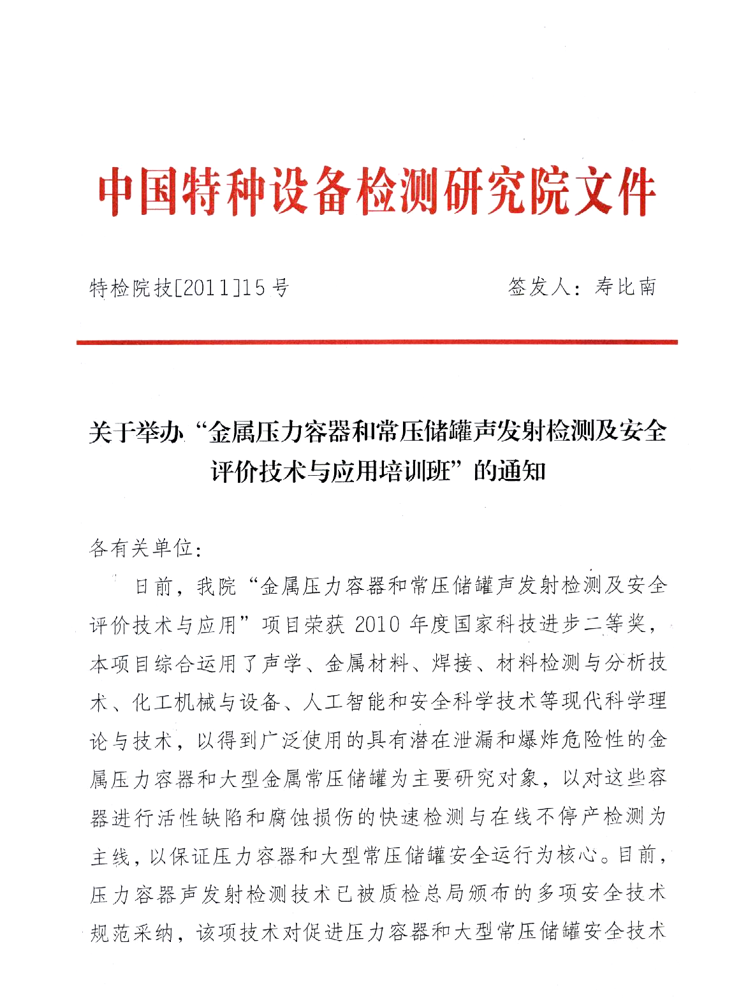 中国特种设备检测研究院文件
特检院技[2011]15号 签发人：寿比南
关于举办“金属压力容器和常压储罐声发射检测及安全
评价技术与应用培训班”的通知
各有关单位：
日前，我院“金属压力容器和常压储罐声发射检测及安全
评价技术与应用”项目荣获 2010 年度国家科技进步二等奖，
本项目综合运用了声学、金属材料、焊接、材料检测与分析技
术、化工机械与设备、人工智能和安全科学技术等现代科学理
论与技术，以得到广泛使用的具有潜在泄漏和爆炸危险性的金
属压力容器和大型金属常压储罐为主要研究对象，以对这些容
器进行活性缺陷和腐蚀损伤的快速检测与在线不停产检测为
主线，以保证压力容器和大型常压储罐安全运行为核心。目前，
压力容器声发射检测技术已被质检总局颁布的多项安全技术
规范采纳，该项技术对促进压力容器和大型常压储罐安全技术